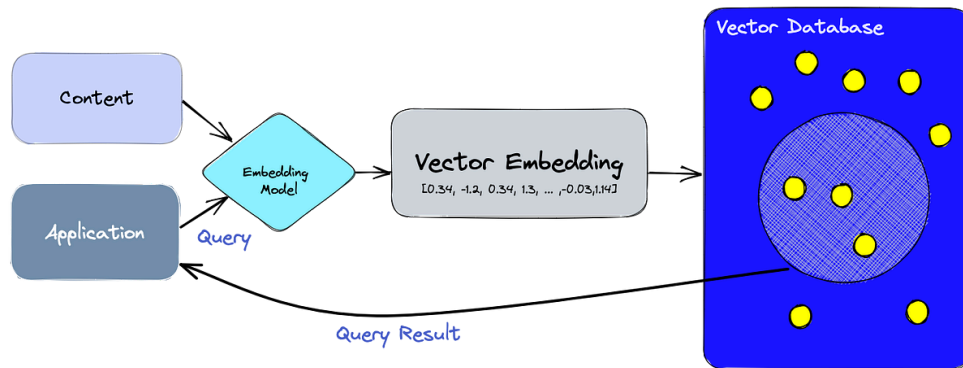 Vector Database
Content
Embedding
Model
Vector Embedding
[0.34, -1.2, 0.34, 1.3, ... ,-0.03,1.14]
Application
Query
Query Result